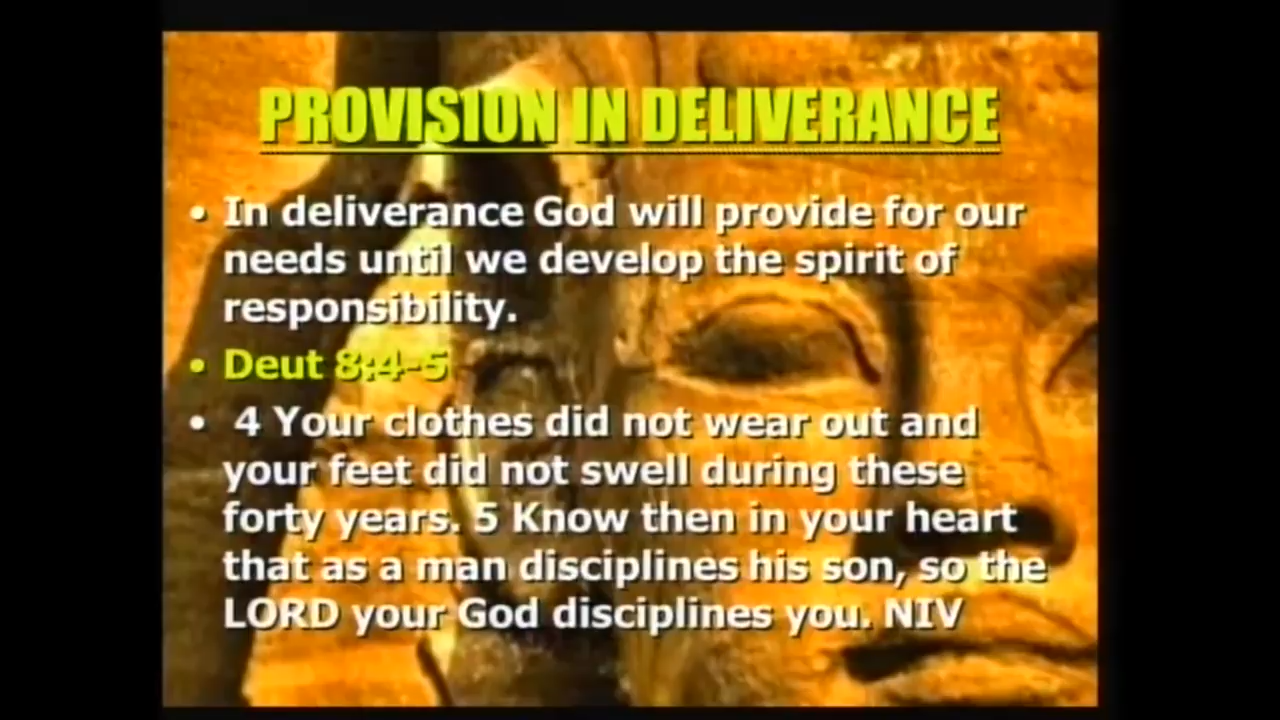 PROVISION IN DELIVERANCE
• In deliverance God will provide for our
needs until we develop the spirit of
responsibility.
• Deut 8:4-5
• 4 Your clothes did not wear out and
your feet did not swell during these
forty years. 5 Know then in your heart
that as a man disciplines his son, so the
LORD your God disciplines you. NIV